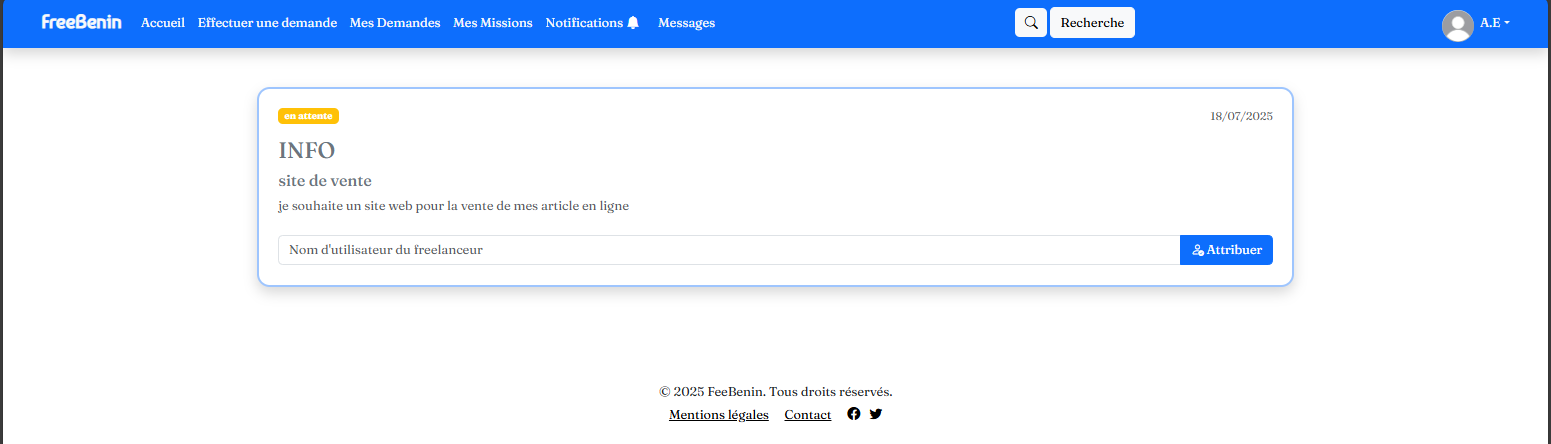 FreeBenin Accueil Effectuer une demande Mes Demandes Mes Missions Notifications Messages Recherche A.E
en attente 18/07/2025
INFO
site de vente
je souhaite un site web pour la vente de mes article en ligne
Nom d'utilisateur du freelanceur Attribuer
© 2025 FeeBenin. Tous droits réservés.
Mentions légales Contact